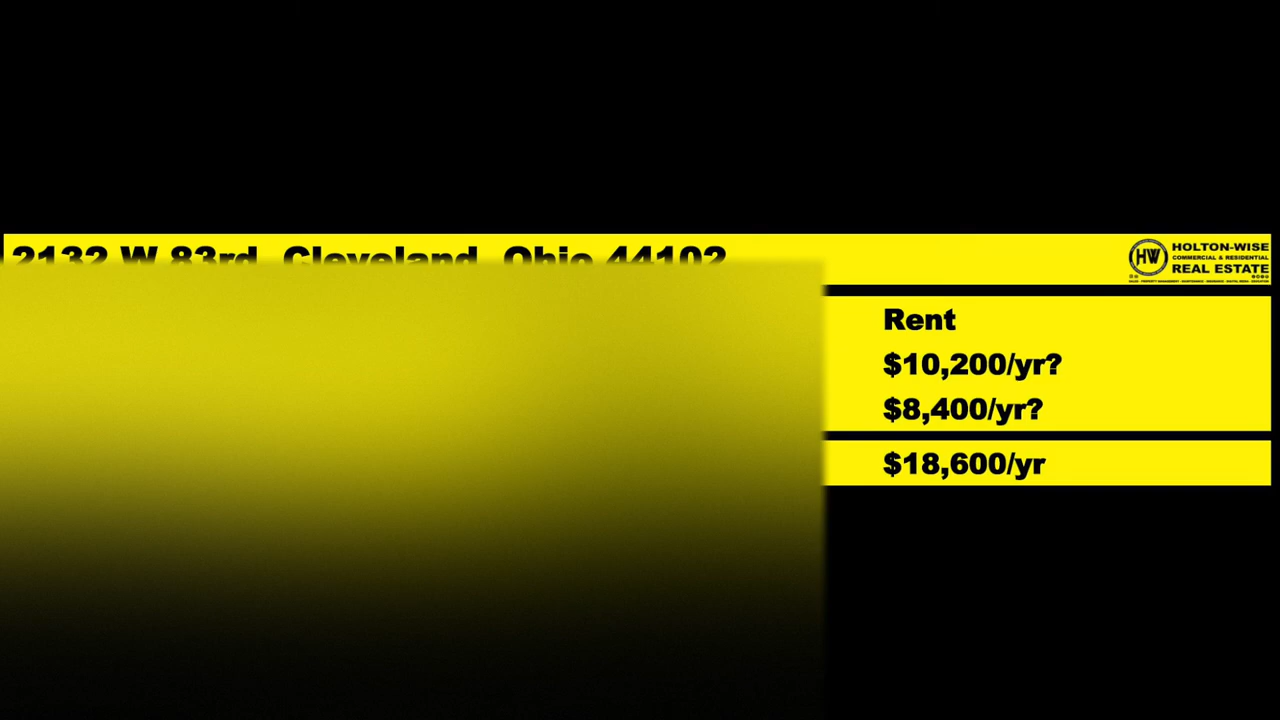 2132 W 83rd, Cleveland, Ohio 44102
HW
HOLTON-WISE
COMMERCIAL & RESIDENTIAL
REAL ESTATE
Rent
$10,200/yr?
$8,400/yr?
$18,600/yr